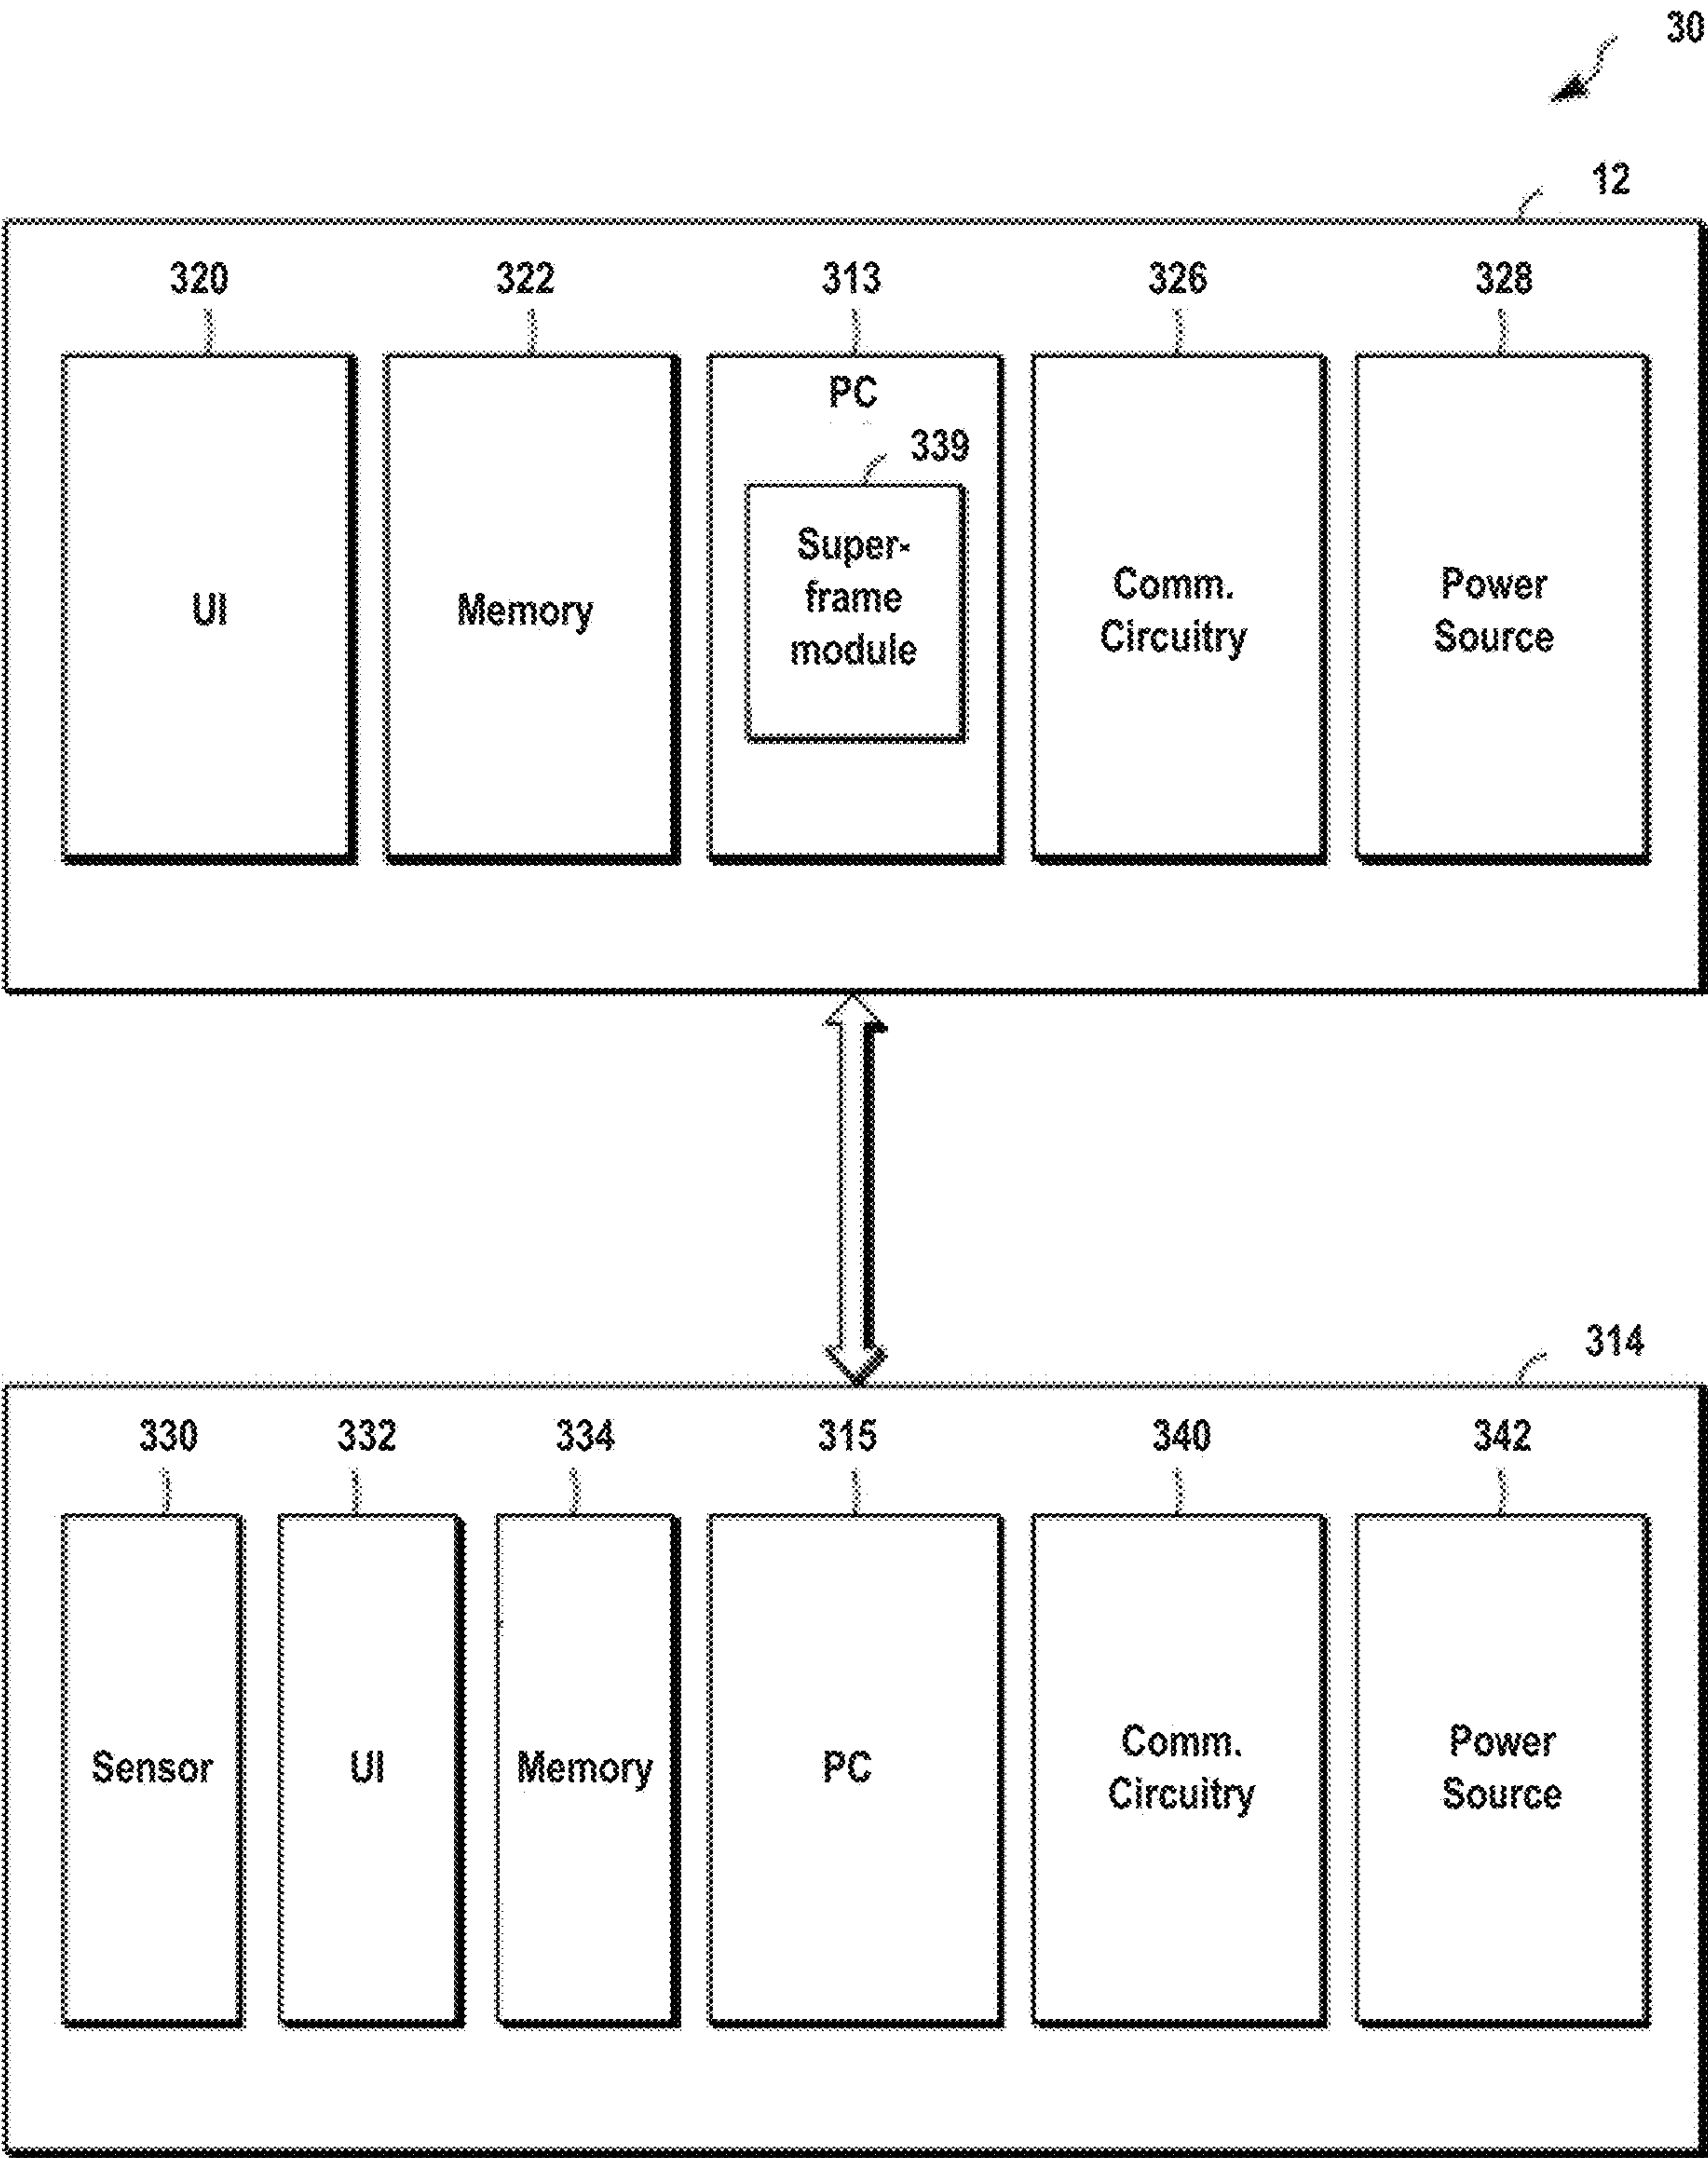 30
12
320 322 313 326 328
PC
339
UI
Memory
Super-
frame
module
Comm.
Circuitry
Power
Source
314
330 332 334 315 340 342
Sensor
UI
Memory
PC
Comm.
Circuitry
Power
Source